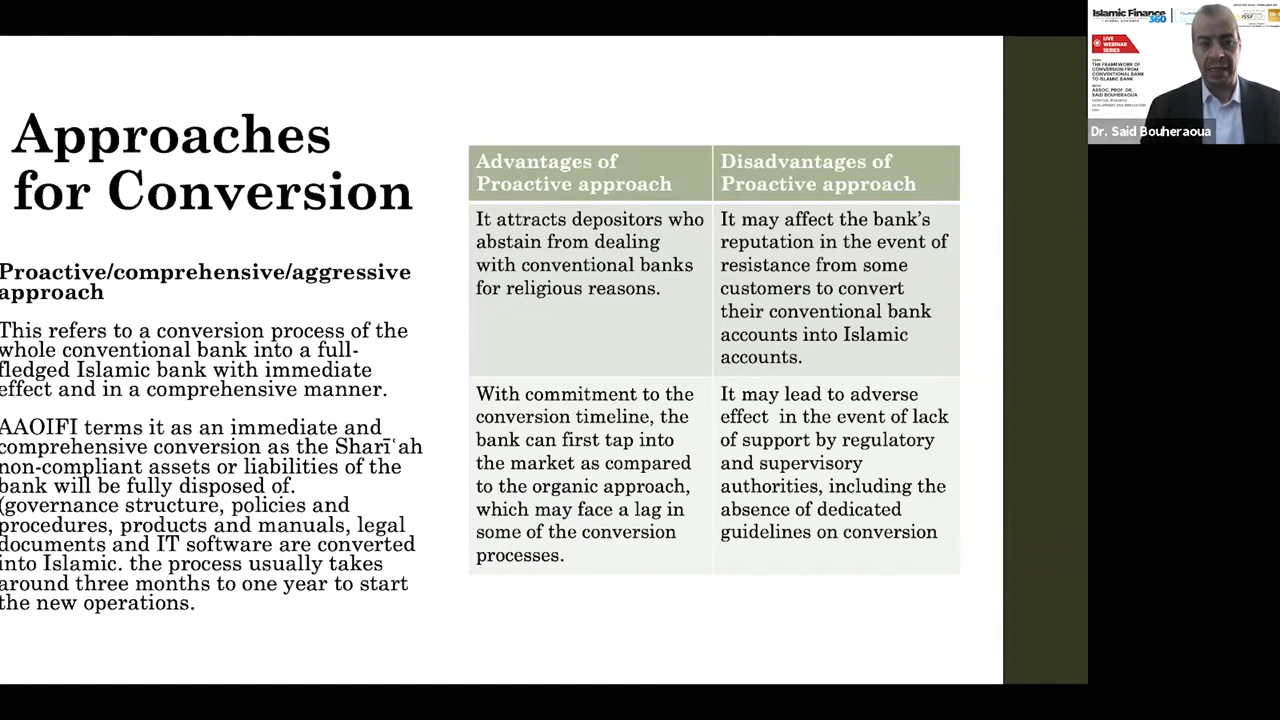 Approaches
for Conversion
Proactive/comprehensive/aggressive
approach
This refers to a conversion process of the
whole conventional bank into a full-
fledged Islamic bank with immediate
effect and in a comprehensive manner.
AAOIFI terms it as an immediate and
comprehensive conversion as the Sharīʿah
non-compliant assets or liabilities of the
bank will be fully disposed of.
(governance structure, policies and
procedures, products and manuals, legal
documents and IT software are converted
into Islamic. the process usually takes
around three months to one year to start
the new operations.
Advantages of
Proactive approach
Disadvantages of
Proactive approach
It attracts depositors who
abstain from dealing
with conventional banks
for religious reasons.
It may affect the bank's
reputation in the event of
resistance from some
customers to convert
their conventional bank
accounts into Islamic
accounts.
With commitment to the
conversion timeline, the
bank can first tap into
the market as compared
to the organic approach,
which may face a lag in
some of the conversion
processes.
It may lead to adverse
effect in the event of lack
of support by regulatory
and supervisory
authorities, including the
absence of dedicated
guidelines on conversion
Islamic Finance
360
LIVE
WEBINAR
SERIES
THE FRAMEWORK OF
CONVERSION FROM
CONVENTIONAL BANK
TO ISLAMIC BANK
ASSOC. PROF. DR.
SAID BOUHERAOUA
Dr. Said Bouheraoua